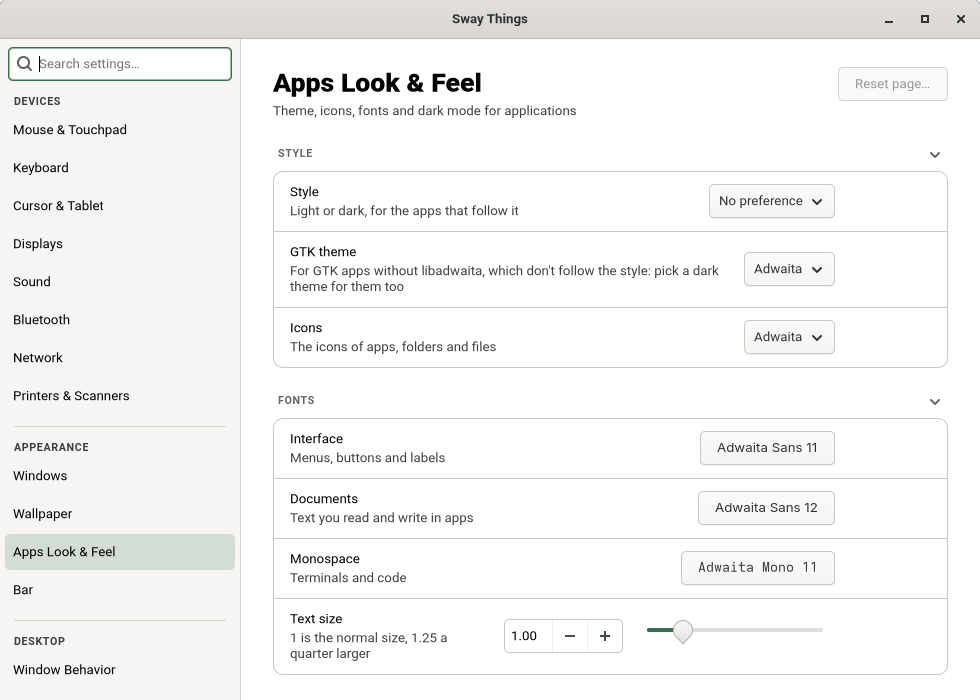 Sway Things
Search settings...
DEVICES
Mouse & Touchpad
Keyboard
Cursor & Tablet
Displays
Sound
Bluetooth
Network
Printers & Scanners
APPEARANCE
Windows
Wallpaper
Apps Look & Feel
Bar
DESKTOP
Window Behavior
Apps Look & Feel
Theme, icons, fonts and dark mode for applications
Reset page...
STYLE
Style
Light or dark, for the apps that follow it
No preference
GTK theme
For GTK apps without libadwaita, which don't follow the style: pick a dark
theme for them too
Adwaita
Icons
The icons of apps, folders and files
Adwaita
FONTS
Interface
Menus, buttons and labels
Adwaita Sans 11
Documents
Text you read and write in apps
Adwaita Sans 12
Monospace
Terminals and code
Adwaita Mono 11
Text size
1 is the normal size, 1.25 a
quarter larger
1.00